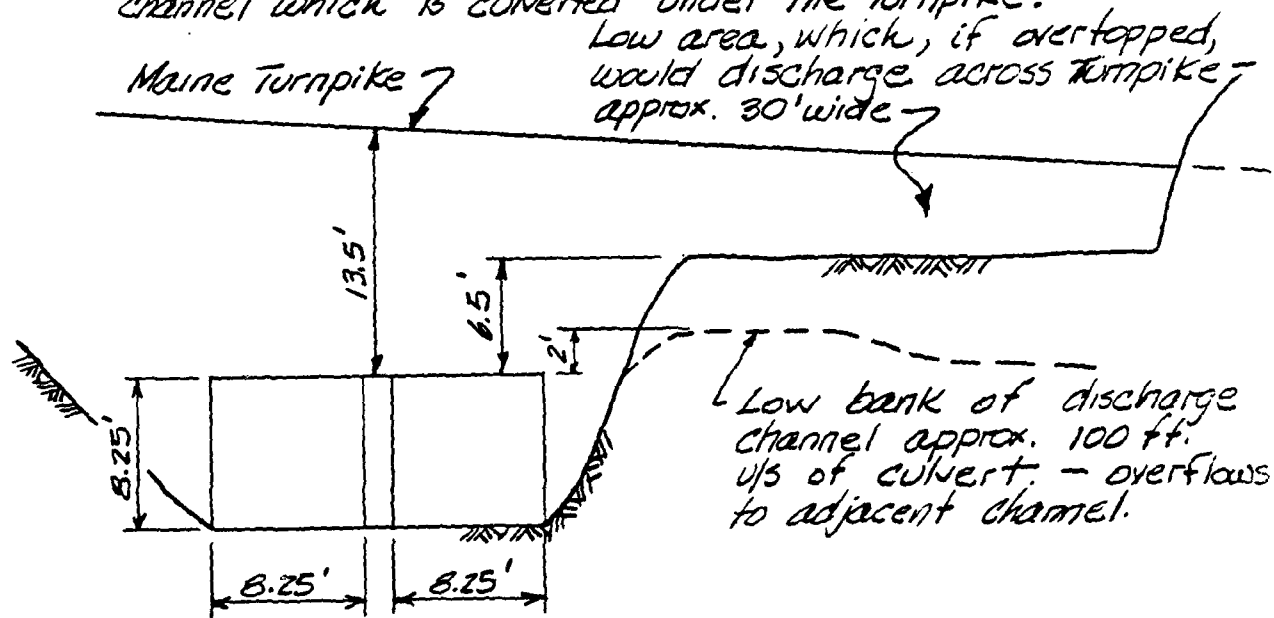 channel which is culverted under the Turnpike.
Low area, which, if overtopped,
would discharge across Turnpike -
approx. 30' wide
Maine Turnpike
13.5'
6.5'
2'
8.25'
Low bank of discharge
channel approx. 100 ft.
u/s of culvert. - overflows
to adjacent channel.
8.25'
8.25'